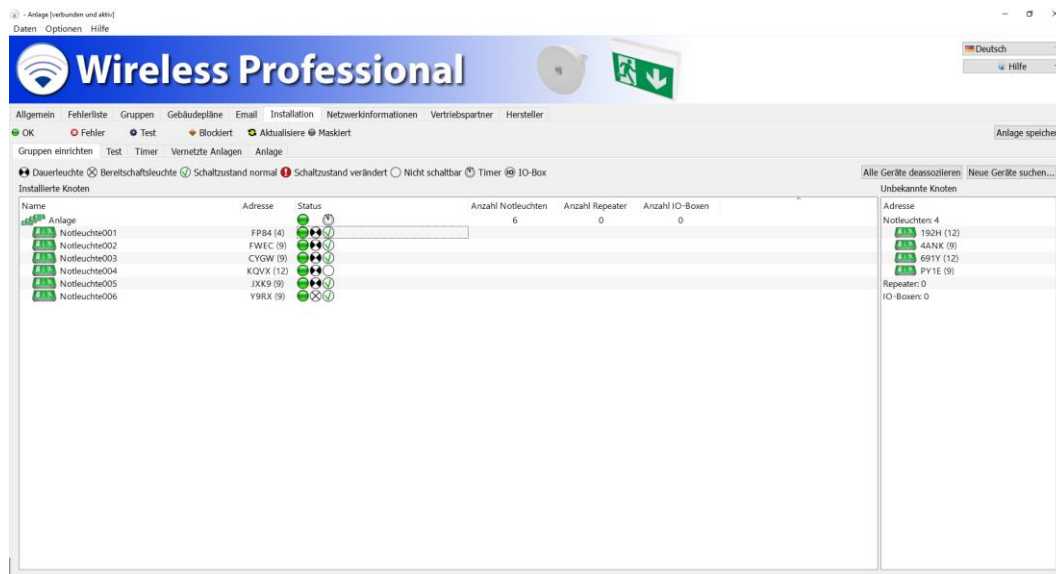 - Anlage [verbunden und aktiv]
Daten Optionen Hilfe
Wireless Professional
Deutsch
Hilfe
Allgemein Fehlerliste Gruppen Gebäudepläne Email Installation Netzwerkinformationen Vertriebspartner Hersteller
OK Fehler Test Blockiert Aktualisiere Maskiert Anlage speicher
Gruppen einrichten Test Timer Vernetzte Anlagen Anlage
Dauerleuchte Bereitschaftsleuchte Schaltzustand normal Schaltzustand verändert Nicht schaltbar Timer IO-Box Alle Geräte deassoziieren Neue Geräte suchen...
Installierte Knoten Unbekannte Knoten
Name Adresse Status Anzahl Notleuchten Anzahl Repeater Anzahl IO-Boxen Adresse
Anlage 6 0 0 Notleuchten: 4
Notleuchte001 FP84 (4) 192H (12)
Notleuchte002 FWEC (9) 4ANK (9)
Notleuchte003 CYGW (9) 691Y (12)
Notleuchte004 KQVX (12) PY1E (9)
Notleuchte005 JXK9 (9) Repeater: 0
Notleuchte006 Y9RX (9) IO-Boxen: 0